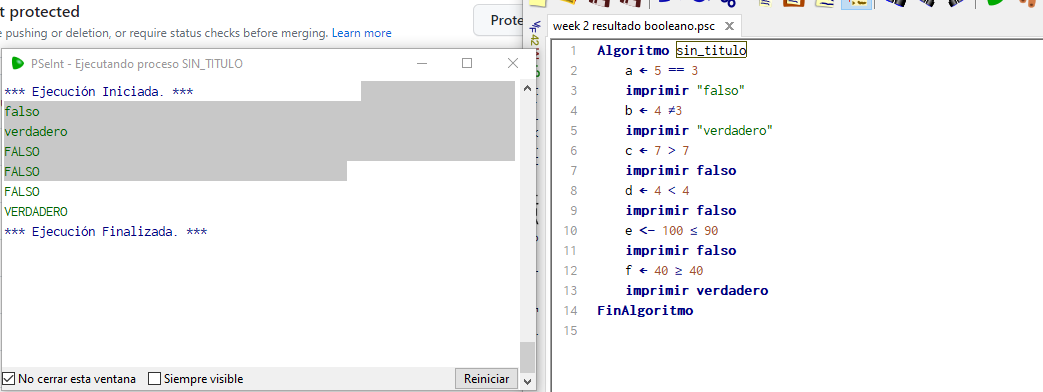 t protected
e pushing or deletion, or require status checks before merging. Learn more
Prote
PSeInt - Ejecutando proceso SIN_TITULO
*** Ejecución Iniciada. ***
falso
verdadero
FALSO
FALSO
FALSO
VERDADERO
*** Ejecución Finalizada. ***
No cerrar esta ventana
Siempre visible
Reiniciar
week 2 resultado booleano.psc
1 Algoritmo sin_titulo
2 a ← 5 == 3
3 imprimir "falso"
4 b ← 4 ≠3
5 imprimir "verdadero"
6 c ← 7 > 7
7 imprimir falso
8 d ← 4 < 4
9 imprimir falso
10 e <- 100 ≤ 90
11 imprimir falso
12 f ← 40 ≥ 40
13 imprimir verdadero
14 FinAlgoritmo
15